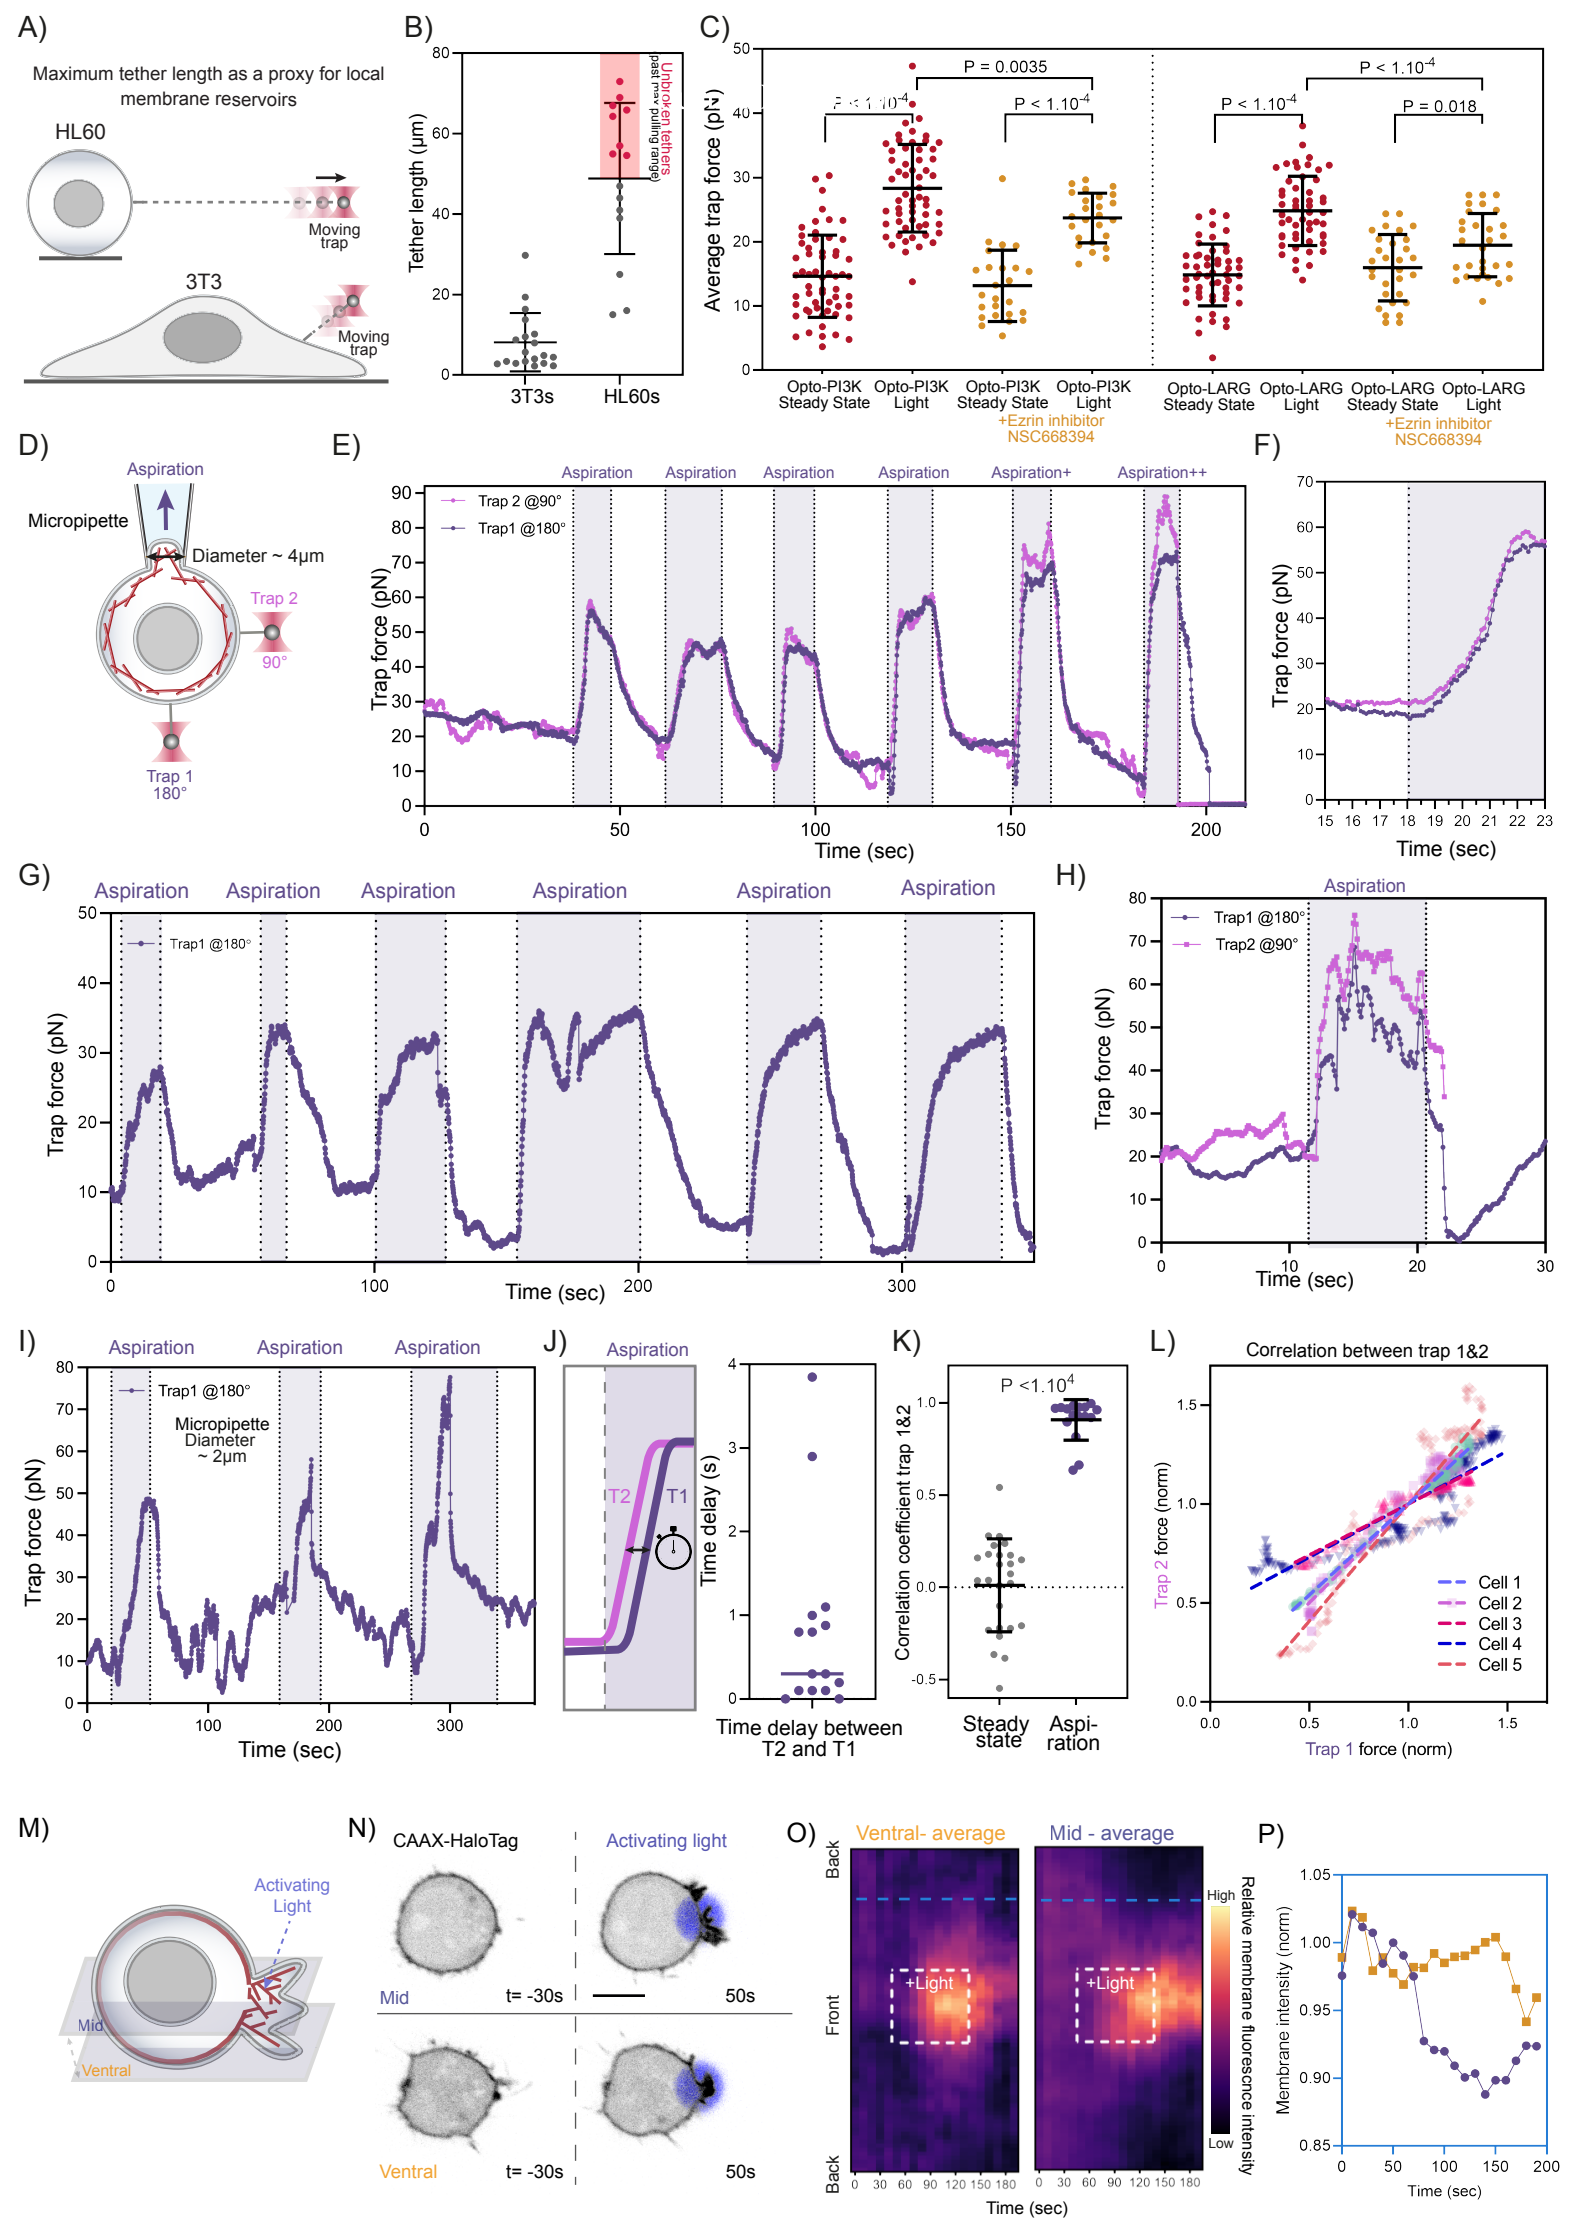 A)
Maximum tether length as a proxy for local
membrane reservoirs
HL60
Moving
trap
3T3
Moving
trap
B)
Tether length (µm)
80
60
40
20
0
3T3s
HL60s
Unbroken tethers
(past max pulling range)
C)
Average trap force (pN)
50
40
30
20
10
0
P < 1.10-4
P = 0.0035
P < 1.10-4
P < 1.10-4
P < 1.10-4
P = 0.018
Opto-PI3K
Steady State
Opto-PI3K
Light
Opto-PI3K
Steady State
Opto-PI3K
Light
+Ezrin inhibitor
NSC668394
Opto-LARG
Steady State
Opto-LARG
Light
Opto-LARG
Steady State
Opto-LARG
Light
+Ezrin inhibitor
NSC668394
D)
Aspiration
Micropipette
Diameter ~ 4µm
Trap 2
90°
Trap 1
180°
E)
Aspiration
Aspiration
Aspiration
Aspiration
Aspiration+
Aspiration++
Trap 2 @90°
Trap1 @180°
Trap force (pN)
90
80
70
60
50
40
30
20
10
0
0
50
100
150
200
Time (sec)
F)
Trap force (pN)
70
60
50
40
30
20
10
0
15 16 17 18 19 20 21 22 23
Time (sec)
G)
Aspiration
Aspiration
Aspiration
Aspiration
Aspiration
Aspiration
Trap1 @180°
Trap force (pN)
50
40
30
20
10
0
0
100
200
300
Time (sec)
H)
Aspiration
Trap1 @180°
Trap2 @90°
Trap force (pN)
80
70
60
50
40
30
20
10
0
0
10
20
30
Time (sec)
I)
Aspiration
Aspiration
Aspiration
Trap1 @180°
Micropipette
Diameter
~ 2µm
Trap force (pN)
80
70
60
50
40
30
20
10
0
0
100
200
300
Time (sec)
J)
Aspiration
T2
T1
Time delay (s)
4
3
2
1
0
Time delay between
T2 and T1
K)
P <1.104
Correlation coefficient trap 1&2
1.0
0.5
0.0
-0.5
Steady
state
Aspi-
ration
L)
Correlation between trap 1&2
Trap 2 force (norm)
1.5
1.0
0.5
0.0
0.0
0.5
1.0
1.5
Trap 1 force (norm)
Cell 1
Cell 2
Cell 3
Cell 4
Cell 5
M)
Activating
Light
Mid
Ventral
N)
CAAX-HaloTag
Activating light
Mid
t= -30s
50s
Ventral
t= -30s
50s
O)
Ventral- average
Mid - average
Back
Front
Back
+Light
+Light
0 30 60 90 120 150 180
0 30 60 90 120 150 180
Time (sec)
High
Low
Relative membrane fluorescnce intensity
P)
Membrane intensity (norm)
1.05
1.00
0.95
0.90
0.85
0
50
100
150
200
Time (sec)